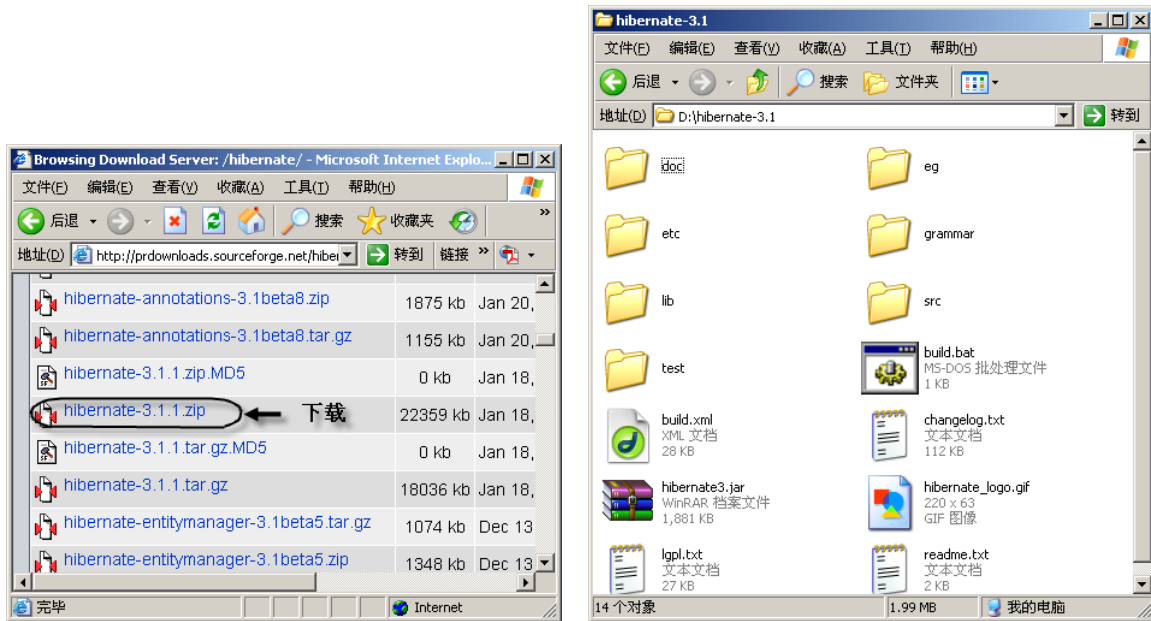 Browsing Download Server: /hibernate/ - Microsoft Internet Explo...
文件(F) 编辑(E) 查看(V) 收藏(A) 工具(T) 帮助(H)
后退 搜索 收藏夹 »
地址(D) http://prdownloads.sourceforge.net/hiber 转到 链接 »
hibernate-annotations-3.1beta8.zip 1875 kb Jan 20,
hibernate-annotations-3.1beta8.tar.gz 1155 kb Jan 20,
hibernate-3.1.1.zip.MD5 0 kb Jan 18,
hibernate-3.1.1.zip 下载 22359 kb Jan 18,
hibernate-3.1.1.tar.gz.MD5 0 kb Jan 18,
hibernate-3.1.1.tar.gz 18036 kb Jan 18,
hibernate-entitymanager-3.1beta5.tar.gz 1074 kb Dec 13
hibernate-entitymanager-3.1beta5.zip 1348 kb Dec 13
完毕 Internet
hibernate-3.1
文件(F) 编辑(E) 查看(V) 收藏(A) 工具(T) 帮助(H)
后退 搜索 文件夹
地址(D) D:\hibernate-3.1 转到
doc eg
etc grammar
lib src
test
build.bat
MS-DOS 批处理文件
1 KB
build.xml
XML 文档
28 KB
changelog.txt
文本文档
112 KB
hibernate3.jar
WinRAR 档案文件
1,881 KB
hibernate_logo.gif
220 x 63
GIF 图像
lgpl.txt
文本文档
27 KB
readme.txt
文本文档
2 KB
14 个对象 1.99 MB 我的电脑